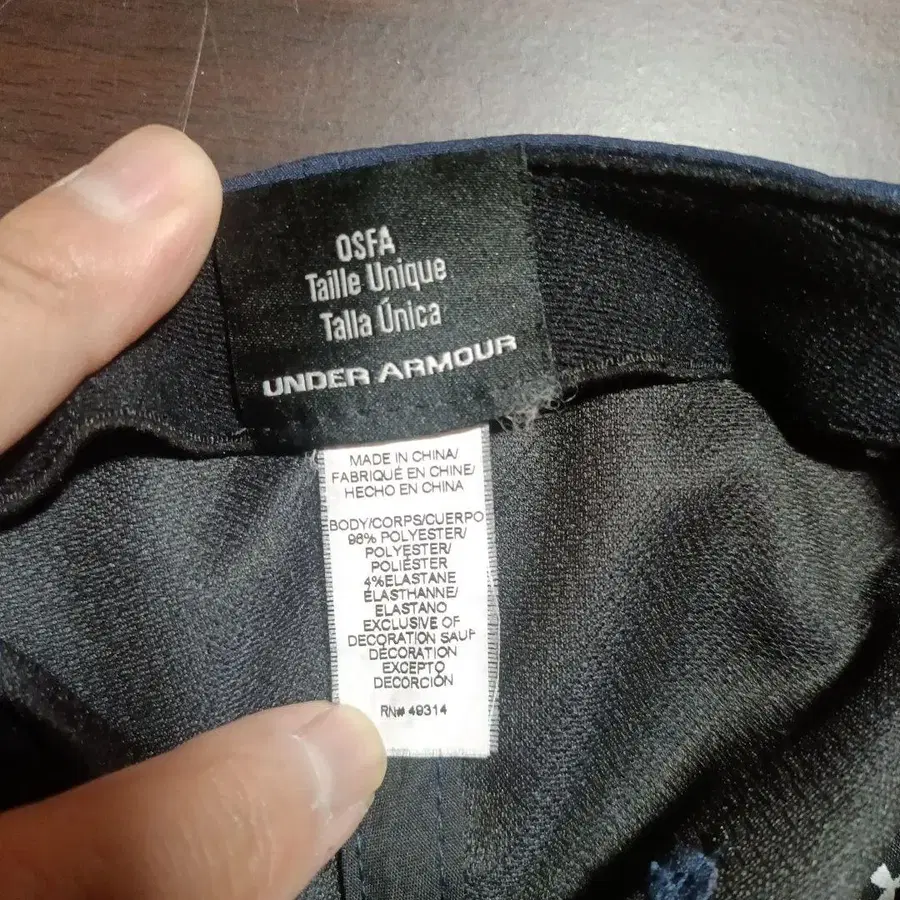 OSFA
Taille Unique
Talla Única
UNDER ARMOUR
MADE IN CHINA/
FABRIQUÉ EN CHINE/
HECHO EN CHINA
BODY/CORPS/CUERPO
96% POLYESTER/
POLYESTER/
POLIÉSTER
4%ELASTANE
ÉLASTHANNE/
ELASTANO
EXCLUSIVE OF
DECORATION SAUF
DÉCORATION
EXCEPTO
DECORCIÓN
RN# 49314